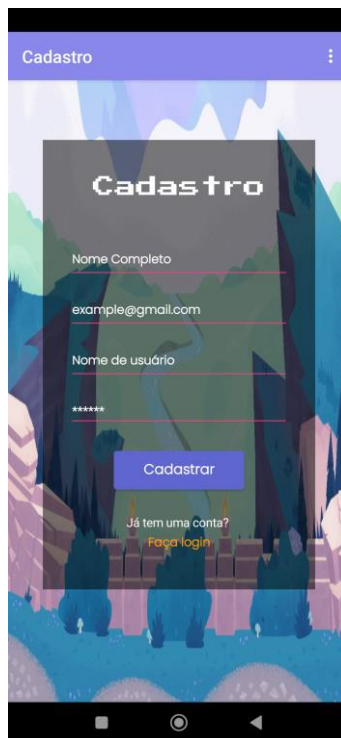 Cadastro
Cadastro
Nome Completo
example@gmail.com
Nome de usuário
******
Cadastrar
Já tem uma conta?
Faça login